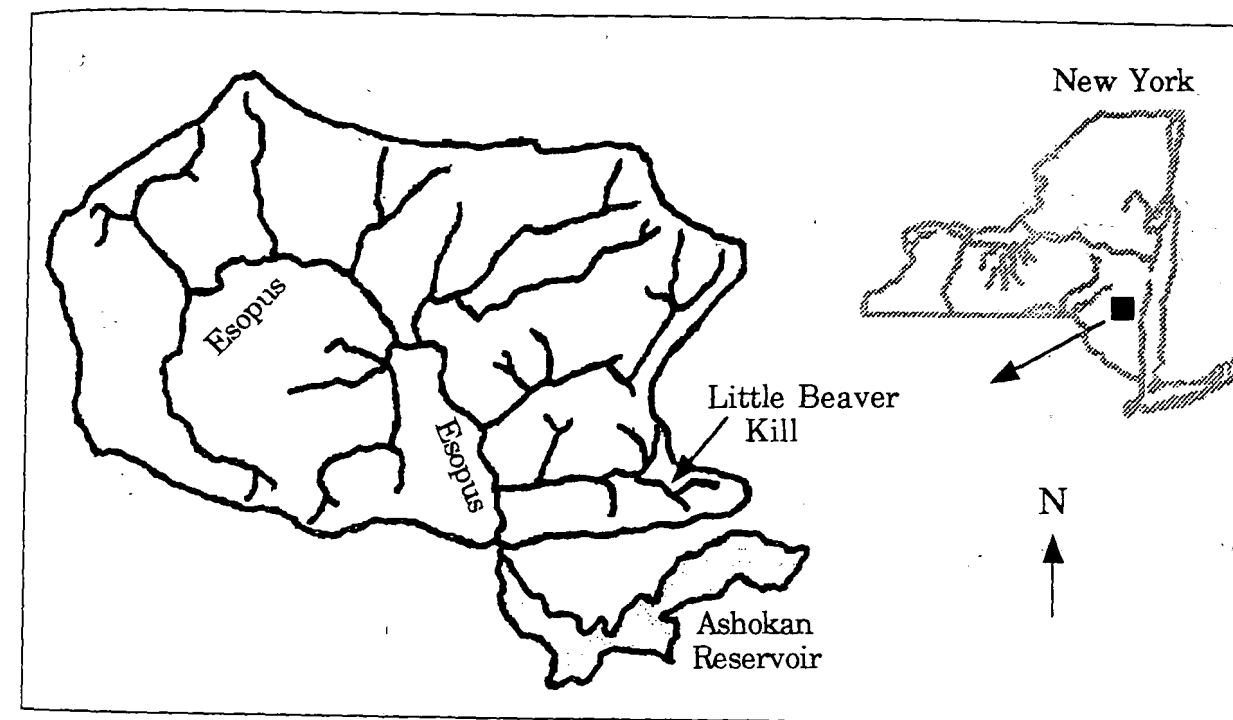 New York
Esopus
Little Beaver
Kill
Esopus
N
Ashokan
Reservoir